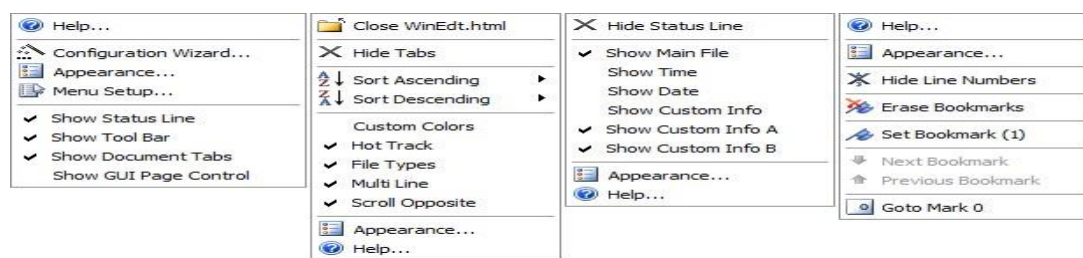 Help...
Configuration Wizard...
Appearance...
Menu Setup...
Show Status Line
Show Tool Bar
Show Document Tabs
Show GUI Page Control
Close WinEdt.html
Hide Tabs
Sort Ascending
Sort Descending
Custom Colors
Hot Track
File Types
Multi Line
Scroll Opposite
Appearance...
Help...
Hide Status Line
Show Main File
Show Time
Show Date
Show Custom Info
Show Custom Info A
Show Custom Info B
Appearance...
Help...
Help...
Appearance...
Hide Line Numbers
Erase Bookmarks
Set Bookmark (1)
Next Bookmark
Previous Bookmark
Goto Mark 0